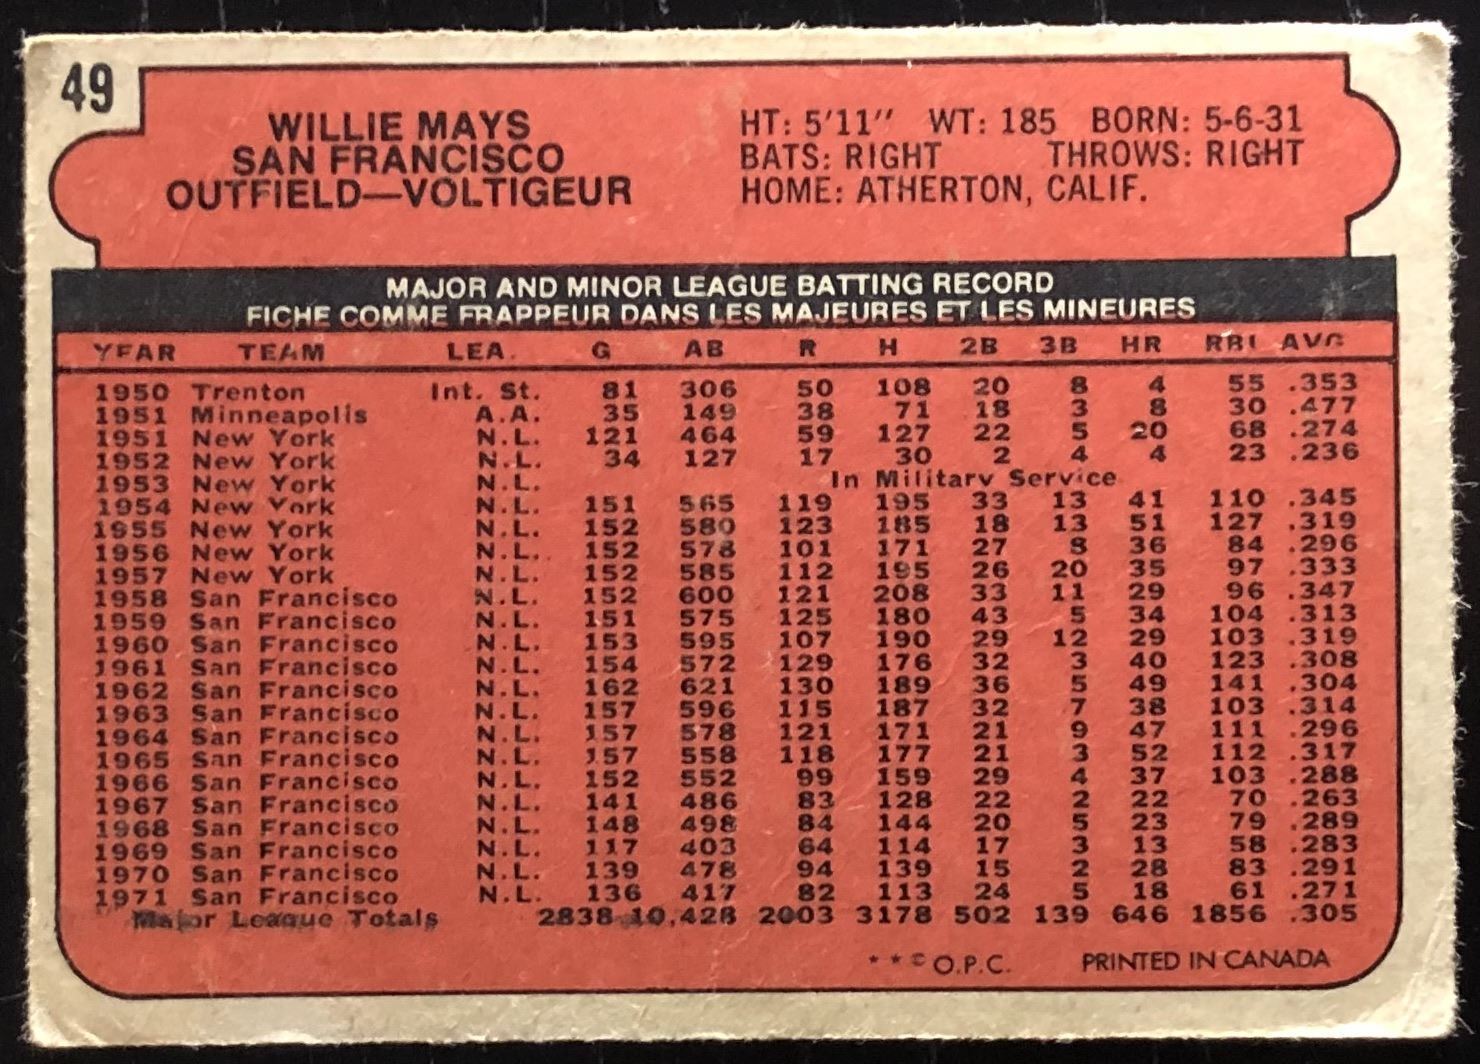 49
WILLIE MAYS
SAN FRANCISCO
OUTFIELD—VOLTIGEUR
HT: 5'11" WT: 185 BORN: 5-6-31
BATS: RIGHT THROWS: RIGHT
HOME: ATHERTON, CALIF.
MAJOR AND MINOR LEAGUE BATTING RECORD
FICHE COMME FRAPPEUR DANS LES MAJEURES ET LES MINEURES
YEAR TEAM LEA. G AB R H 2B 3B HR RBI AVG
1950 Trenton Int. St. 81 306 50 108 20 8 4 55 .353
1951 Minneapolis A.A. 35 149 38 71 18 3 8 30 .477
1951 New York N.L. 121 464 59 127 22 5 20 68 .274
1952 New York N.L. 34 127 17 30 2 4 4 23 .236
1953 New York N.L. In Military Service
1954 New York N.L. 151 565 119 195 33 13 41 110 .345
1955 New York N.L. 152 580 123 185 18 13 51 127 .319
1956 New York N.L. 152 578 101 171 27 8 36 84 .296
1957 New York N.L. 152 585 112 195 26 20 35 97 .333
1958 San Francisco N.L. 152 600 121 208 33 11 29 96 .347
1959 San Francisco N.L. 151 575 125 180 43 5 34 104 .313
1960 San Francisco N.L. 153 595 107 190 29 12 29 103 .319
1961 San Francisco N.L. 154 572 129 176 32 3 40 123 .308
1962 San Francisco N.L. 162 621 130 189 36 5 49 141 .304
1963 San Francisco N.L. 157 596 115 187 32 7 38 103 .314
1964 San Francisco N.L. 157 578 121 171 21 9 47 111 .296
1965 San Francisco N.L. 157 558 118 177 21 3 52 112 .317
1966 San Francisco N.L. 152 552 99 159 29 4 37 103 .288
1967 San Francisco N.L. 141 486 83 128 22 2 22 70 .263
1968 San Francisco N.L. 148 498 84 144 20 5 23 79 .289
1969 San Francisco N.L. 117 403 64 114 17 3 13 58 .283
1970 San Francisco N.L. 139 478 94 139 15 2 28 83 .291
1971 San Francisco N.L. 136 417 82 113 24 5 18 61 .271
Major League Totals 2838 10,428 2003 3178 502 139 646 1856 .305
* * © O.P.C. PRINTED IN CANADA